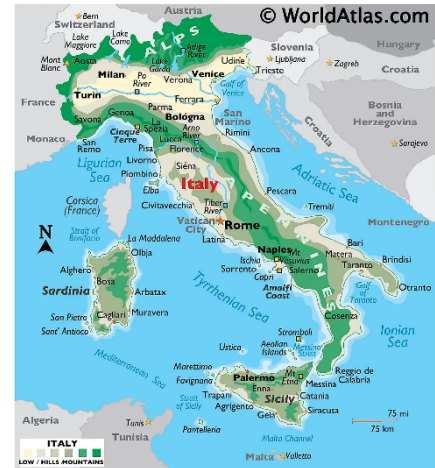 © WorldAtlas.com
Austria
Bern
Switzerland
Lake
Maggiore
Lake
Como
Mont
Blanc
Aosta
ALPS
Adige
River
Lake
Garda
Udine
Slovenia
Ljubljana
Hungary
Zagreb
Croatia
Milan
Po
River
Verona
Venice
Trieste
Turin
Ferrara
Gulf of
Venice
France
Genoa
Parma
Bosnia
and
Herzegovina
Sarajevo
Savona
La
Spezia
Bologna
San
Marino
Rimini
Croatia
Monaco
San
Remo
Cinque
Terre
Lucca
Arno
River
Pisa
Florence
Ancona
Ligurian
Sea
Livorno
Siéna
Adriatic Sea
Piombino
Elba
Italy
Pescara
Corsica
(France)
Civitavecchia
Tiber
River
Tremiti
Montenegro
Vatican
City
Rome
APENNINES
Strait of
Bonifacio
La Maddalena
Latina
Bari
N
Olbia
Naples
Mt
Vesuvius
Matera
Brindisi
Alghero
Ischia
Sorrento
Salerno
Taranto
Bosa
Capri
Amalfi
Coast
Otranto
Sardinia
Arbatax
Gulf
of
Taranto
Tyrrhenian Sea
Cosenza
San Pietro
Cagliari
Muravera
Sant' Antioco
Stromboli
Ionian
Sea
Ustica
Aeolian
Islands
Messina
Strait
Mediterranean Sea
Marettimo
Favignana
Palermo
Mt
Etna
Reggio de
Calabria
Messina
Trapani
Enna
Catania
Algeria
Strait
of Sicily
Agrigento
Sicily
Siracusa
Tunis
Gela
75 mi
75 km
Tunisia
Pantelleria
Malta Channel
Malta
Valletta
ITALY
LOW / HILLS / MOUNTAINS